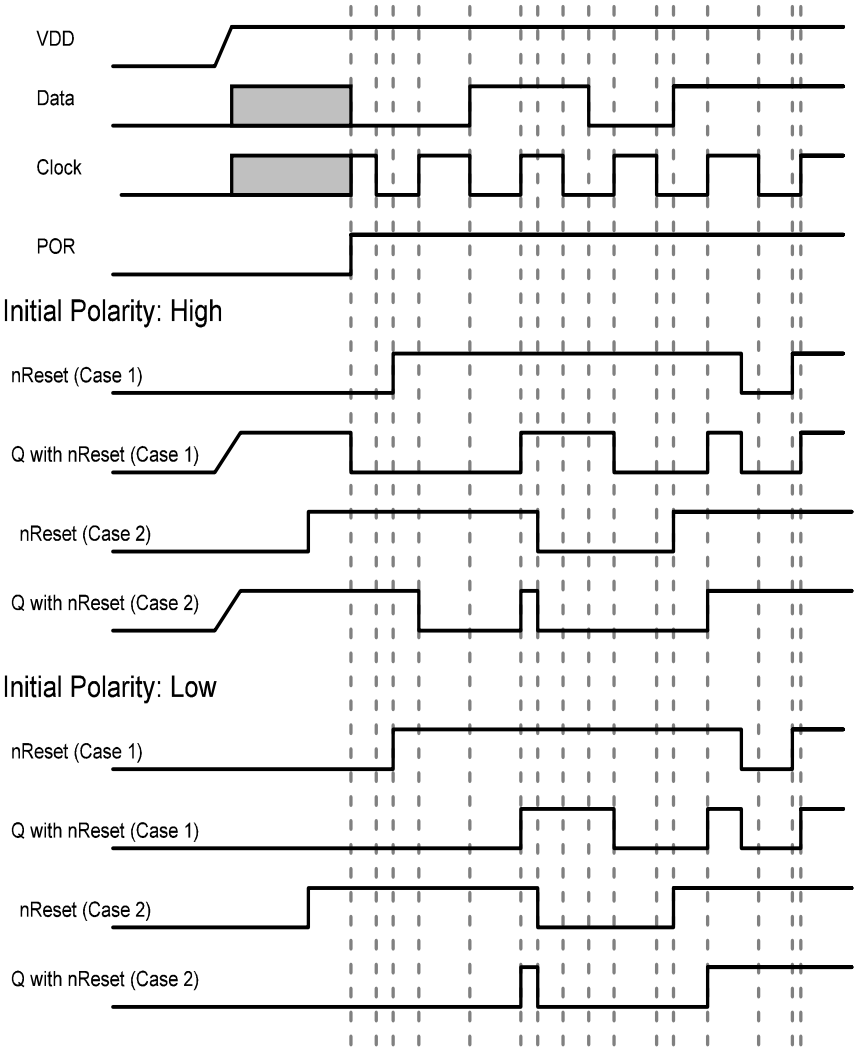 VDD
Data
Clock
POR
Initial Polarity: High
nReset (Case 1)
Q with nReset (Case 1)
nReset (Case 2)
Q with nReset (Case 2)
Initial Polarity: Low
nReset (Case 1)
Q with nReset (Case 1)
nReset (Case 2)
Q with nReset (Case 2)